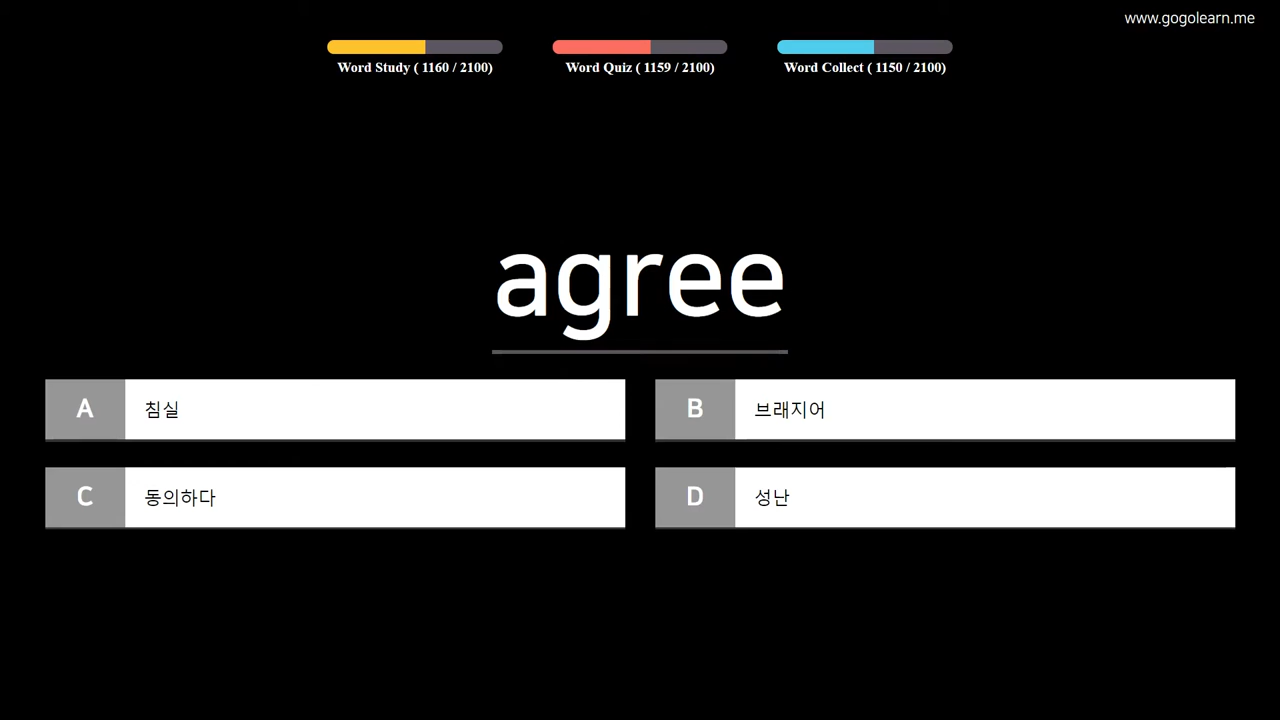 www.gogolearn.me
Word Study ( 1160 / 2100)
Word Quiz ( 1159 / 2100)
Word Collect ( 1150 / 2100)
agree
A 침실
B 브래지어
C 동의하다
D 성난